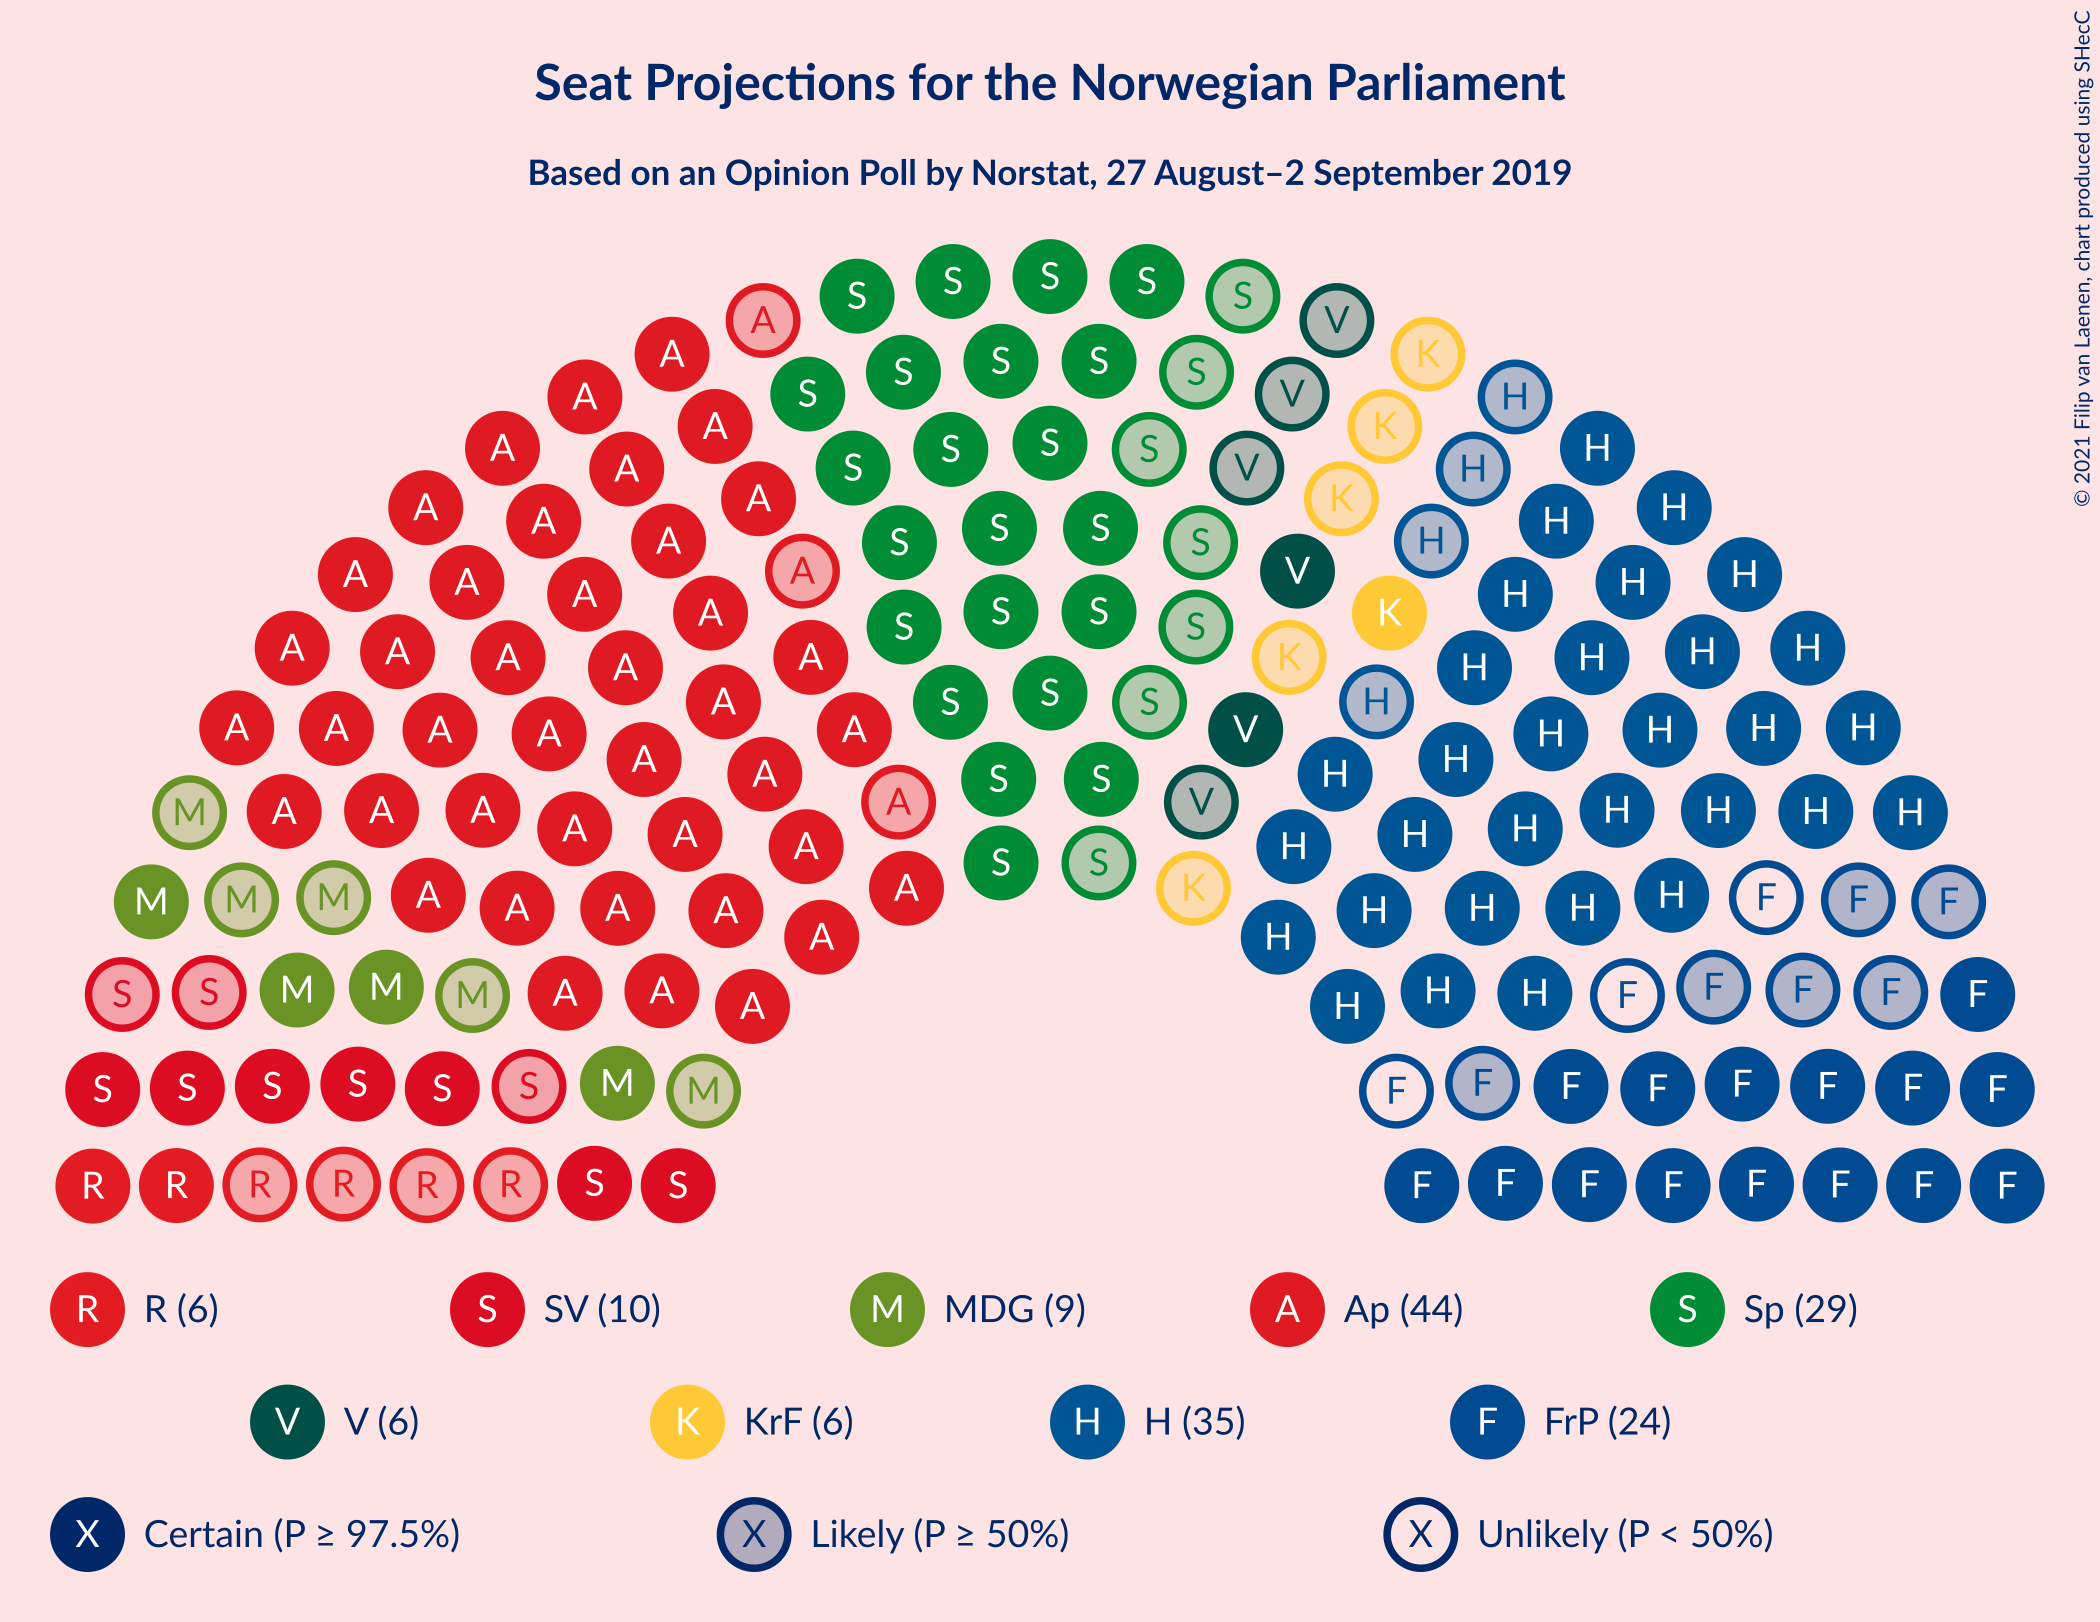 Seat Projections for the Norwegian Parliament
Based on an Opinion Poll by Norstat, 27 August–2 September 2019
© 2021 Filip van Laenen, chart produced using SHecC
S S S S S V K H
A S S S S S V K H H
A A S S S S V K H H H
A A A S S S S V K H H H
A A A A S S S S K H H H H
A A A A A S S S V H H H H H
A A A A A A S S V H H H H H H
M A A A A A A S S K H H H H H H H
M M M A A A A A A H H H H H F F F
S S M M M A A A H H H F F F F F
S S S S S S M M F F F F F F F F
R R R R R R S S F F F F F F F F
R R (6) S SV (10) M MDG (9) A Ap (44) S Sp (29)
V V (6) K KrF (6) H H (35) F FrP (24)
X Certain (P ≥ 97.5%) X Likely (P ≥ 50%) X Unlikely (P < 50%)